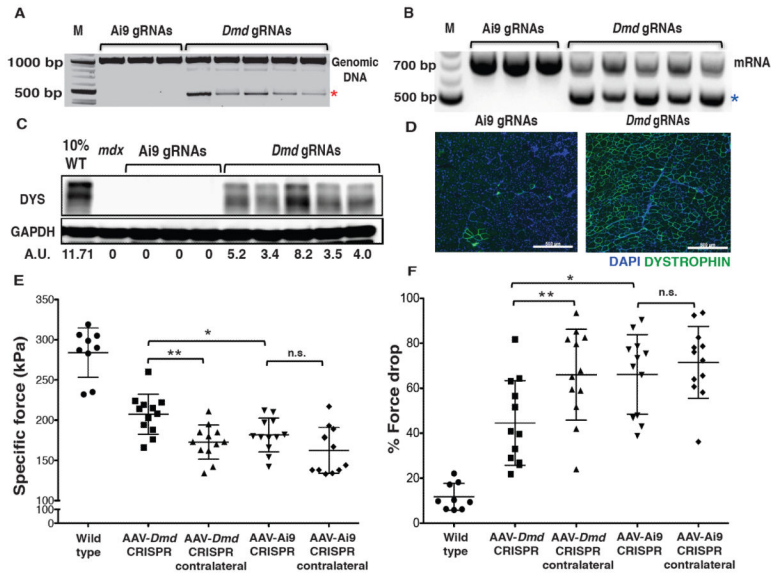 A
M Ai9 gRNAs Dmd gRNAs
1000 bp
Genomic
DNA
500 bp
*
B
M Ai9 gRNAs Dmd gRNAs
700 bp
mRNA
500 bp
*
C
10%
WT
mdx Ai9 gRNAs Dmd gRNAs
DYS
GAPDH
A.U. 11.71 0 0 0 0 5.2 3.4 8.2 3.5 4.0
D
Ai9 gRNAs Dmd gRNAs
500 µm 500 µm
DAPI DYSTROPHIN
E
Specific force (kPa)
350
300
250
200
150
100
100
0
* ** n.s.
Wild
type
AAV-Dmd
CRISPR
AAV-Dmd
CRISPR
contralateral
AAV-Ai9
CRISPR
AAV-Ai9
CRISPR
contralateral
F
% Force drop
100
80
60
40
20
0
* ** n.s.
Wild
type
AAV-Dmd
CRISPR
AAV-Dmd
CRISPR
contralateral
AAV-Ai9
CRISPR
AAV-Ai9
CRISPR
contralateral